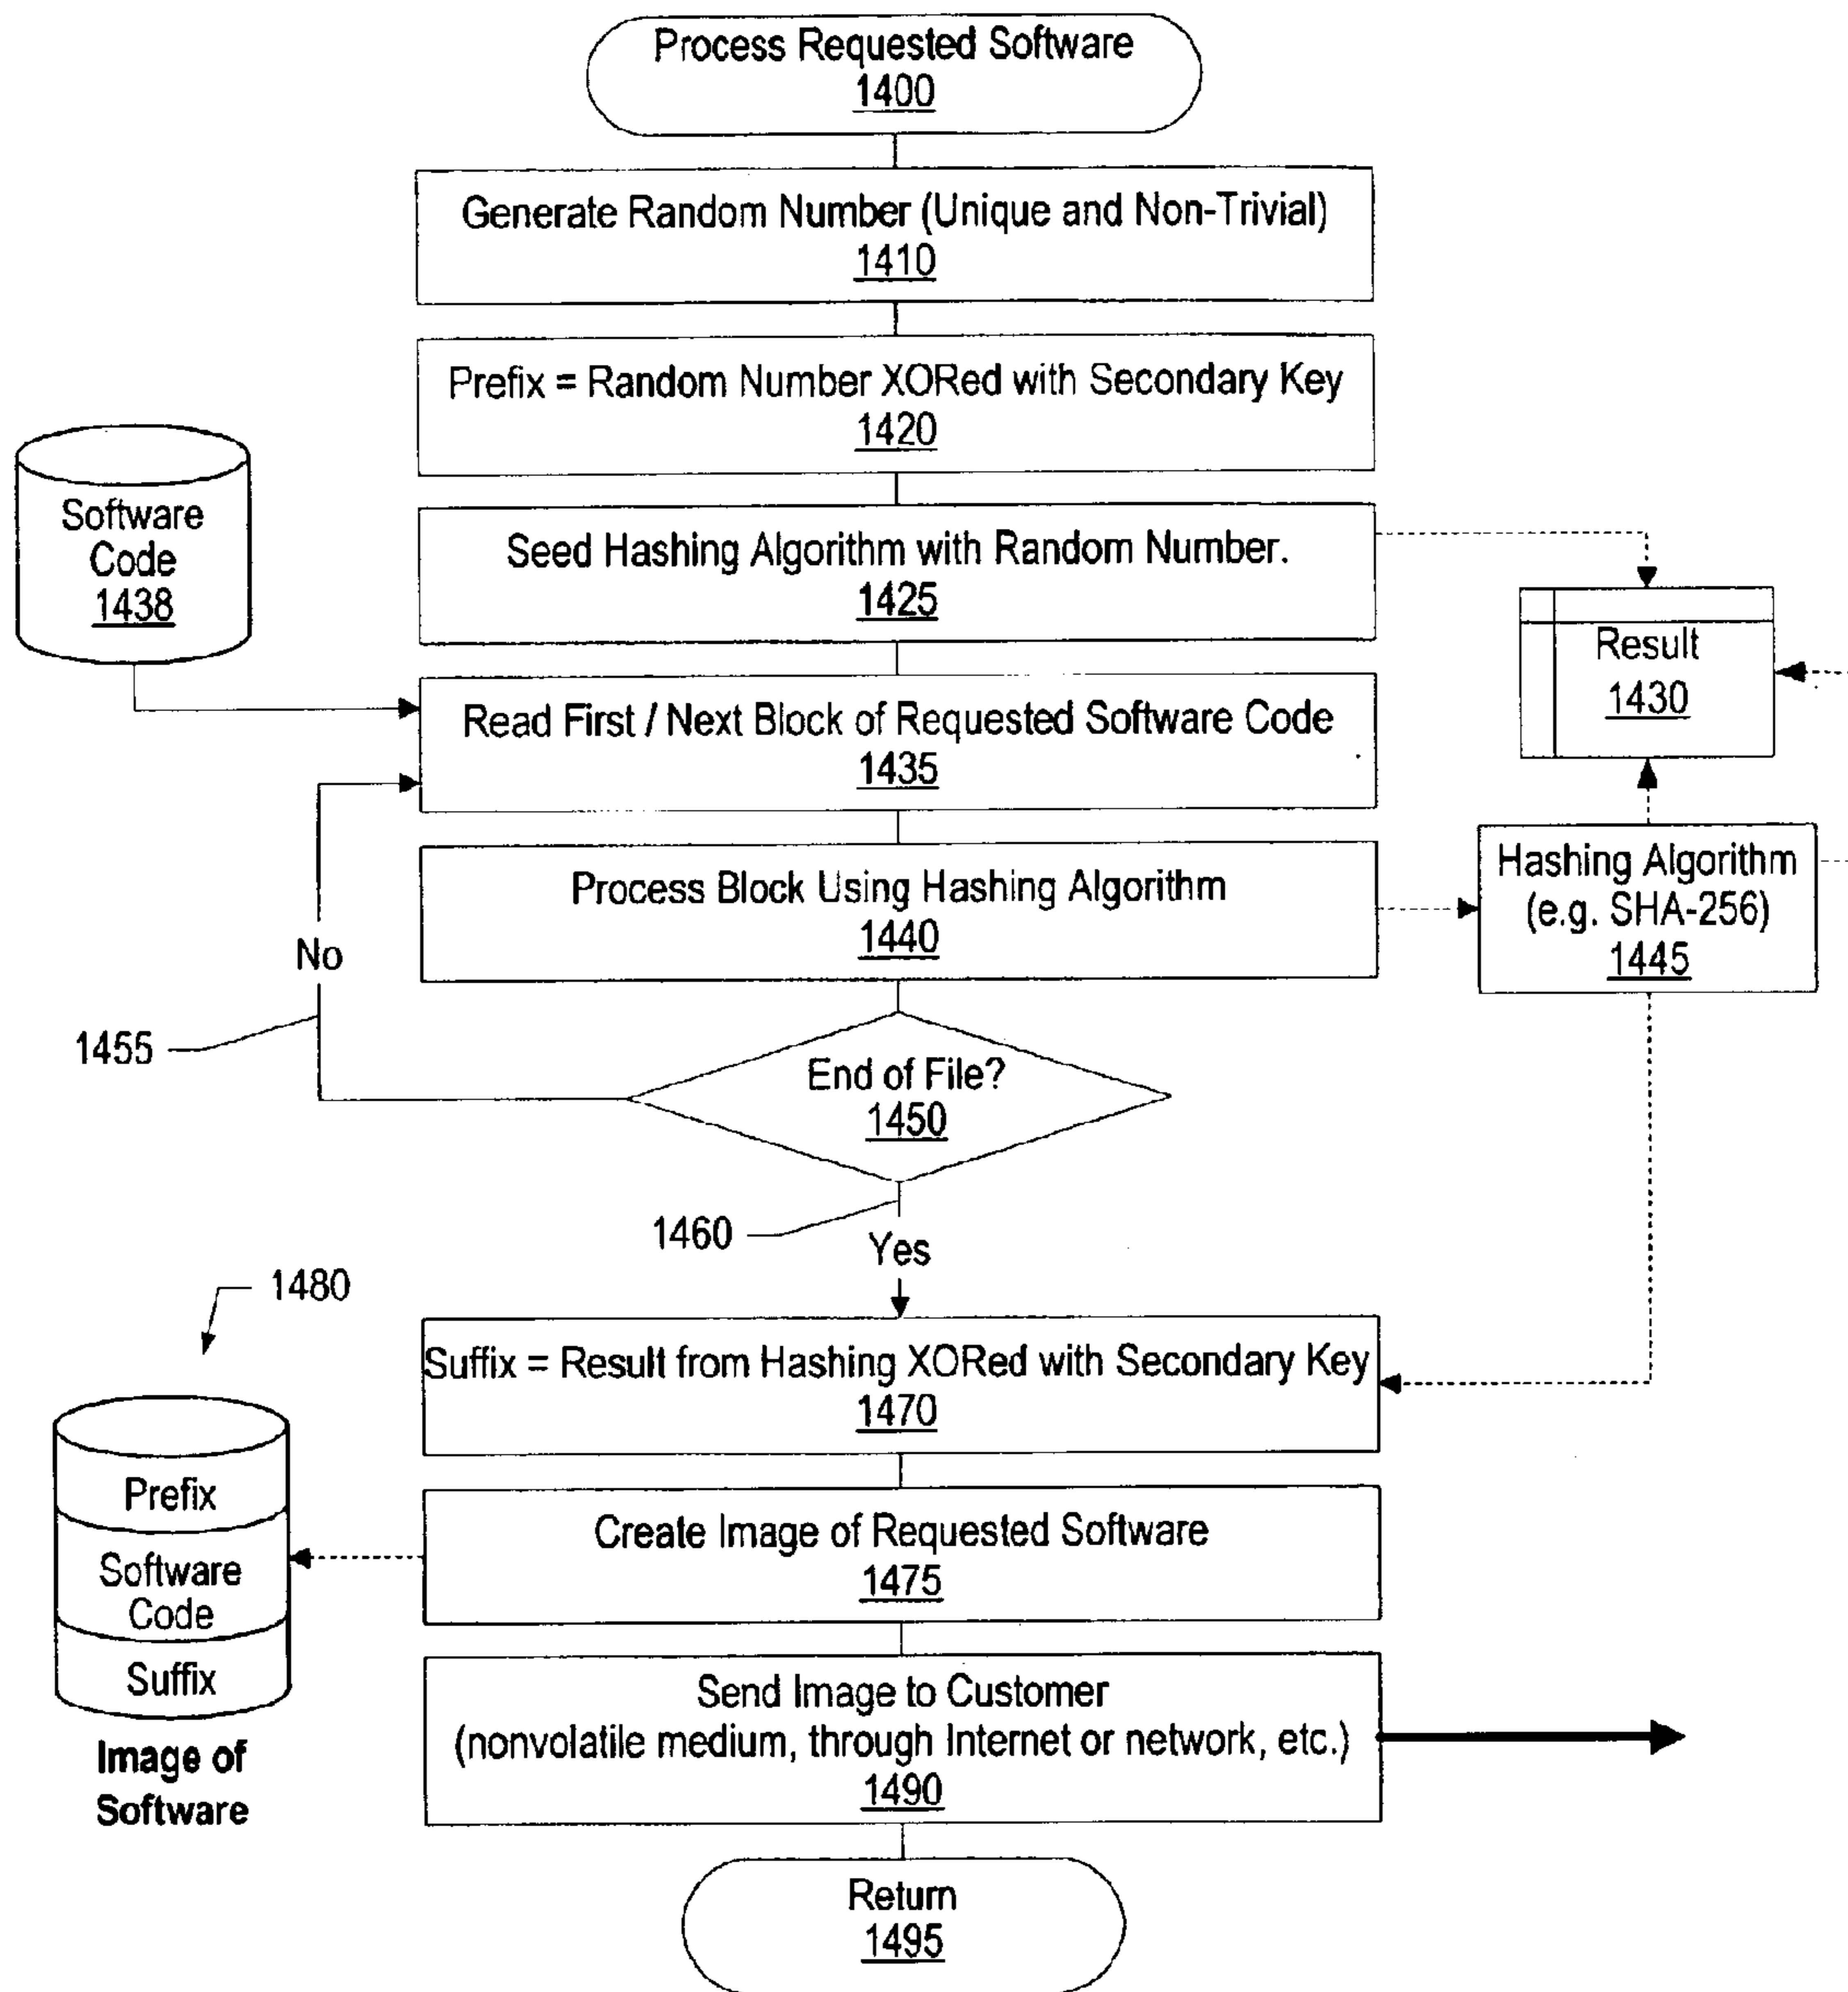 Process Requested Software
1400
Generate Random Number (Unique and Non-Trivial)
1410
Prefix = Random Number XORed with Secondary Key
1420
Software
Code
1438
Seed Hashing Algorithm with Random Number.
1425
Result
1430
Read First / Next Block of Requested Software Code
1435
Process Block Using Hashing Algorithm
1440
Hashing Algorithm
(e.g. SHA-256)
1445
No
1455
End of File?
1450
1460
Yes
1480
Suffix = Result from Hashing XORed with Secondary Key
1470
Prefix
Software
Code
Suffix
Image of
Software
Create Image of Requested Software
1475
Send Image to Customer
(nonvolatile medium, through Internet or network, etc.)
1490
Return
1495